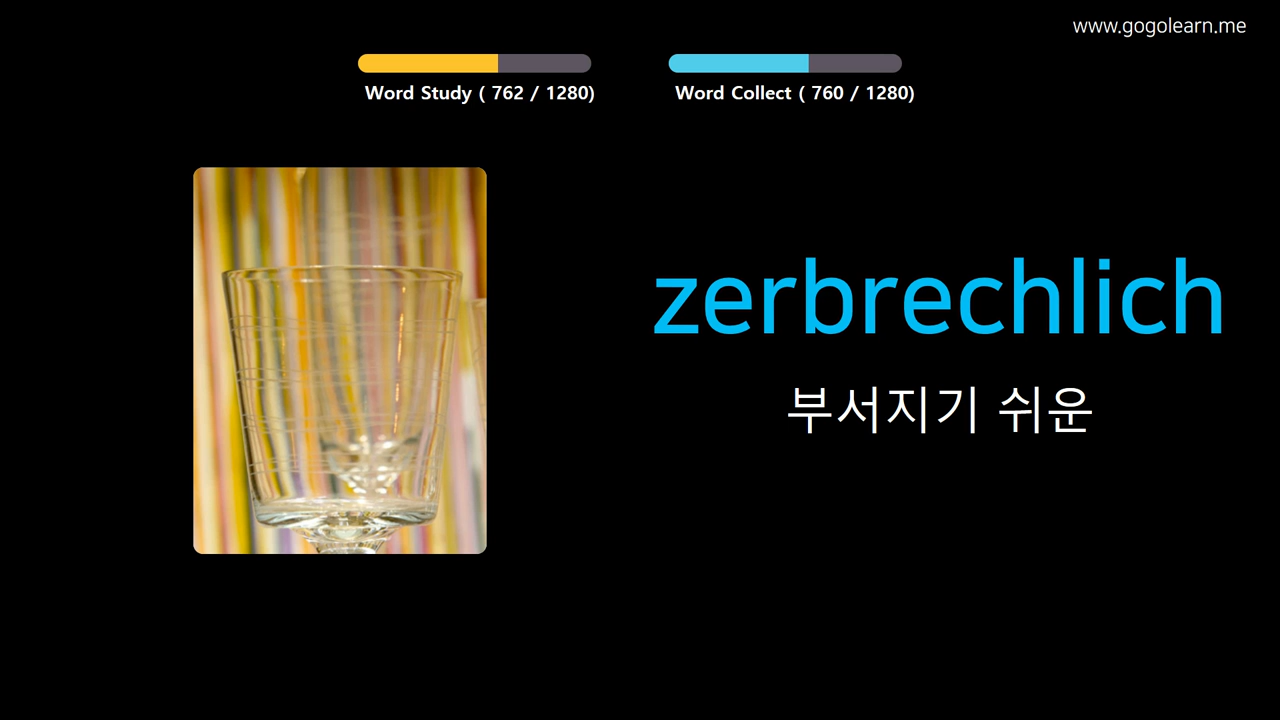 www.gogolearn.me
Word Study ( 762 / 1280)
Word Collect ( 760 / 1280)
zerbrechlich
부서지기 쉬운